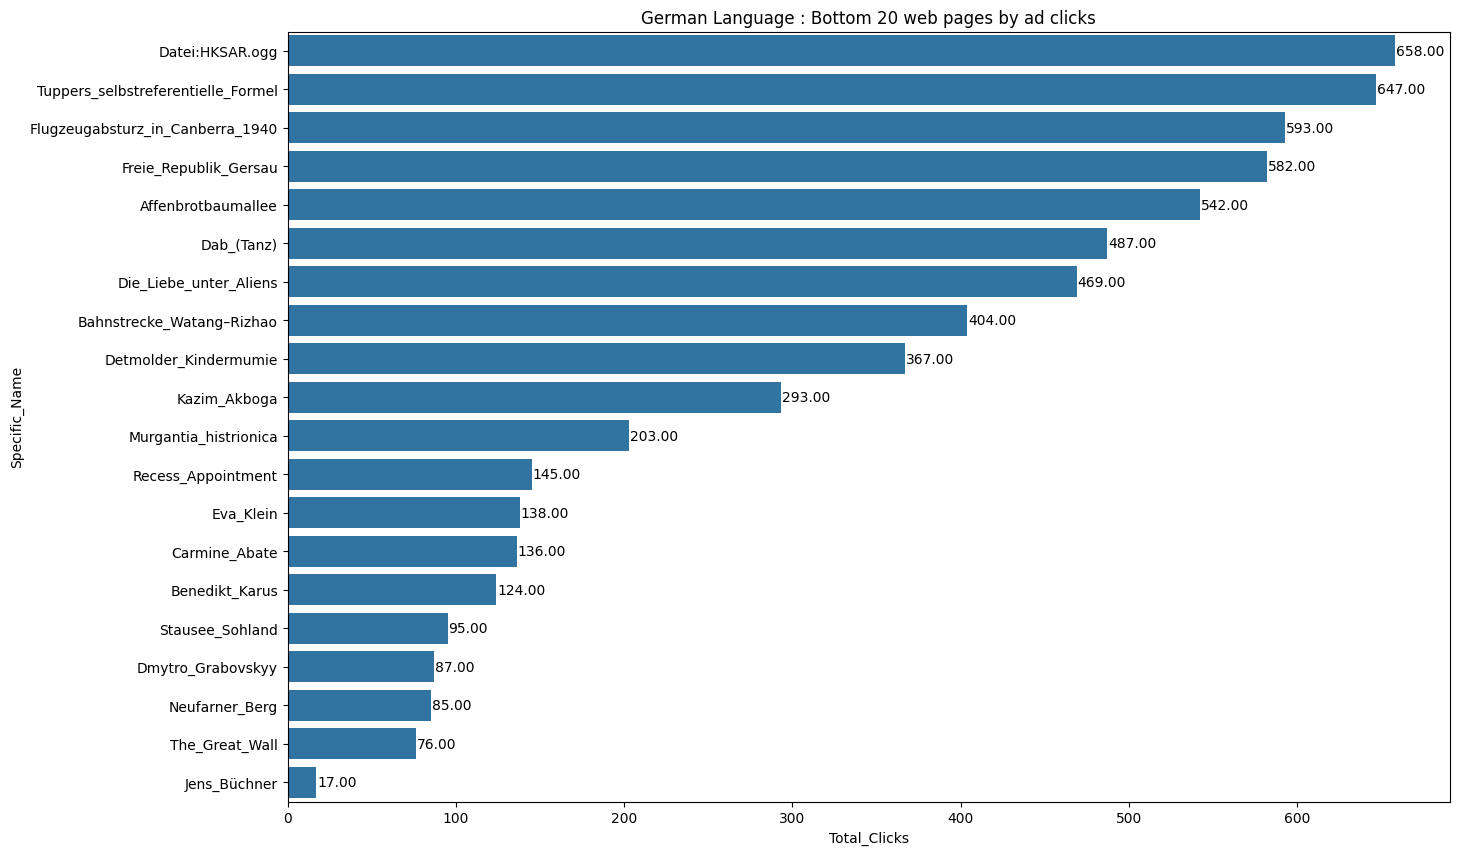 German Language : Bottom 20 web pages by ad clicks
Specific_Name
Datei:HKSAR.ogg 658.00
Tuppers_selbstreferentielle_Formel 647.00
Flugzeugabsturz_in_Canberra_1940 593.00
Freie_Republik_Gersau 582.00
Affenbrotbaumallee 542.00
Dab_(Tanz) 487.00
Die_Liebe_unter_Aliens 469.00
Bahnstrecke_Watang–Rizhao 404.00
Detmolder_Kindermumie 367.00
Kazim_Akboga 293.00
Murgantia_histrionica 203.00
Recess_Appointment 145.00
Eva_Klein 138.00
Carmine_Abate 136.00
Benedikt_Karus 124.00
Stausee_Sohland 95.00
Dmytro_Grabovskyy 87.00
Neufarner_Berg 85.00
The_Great_Wall 76.00
Jens_Büchner 17.00
0 100 200 300 400 500 600
Total_Clicks